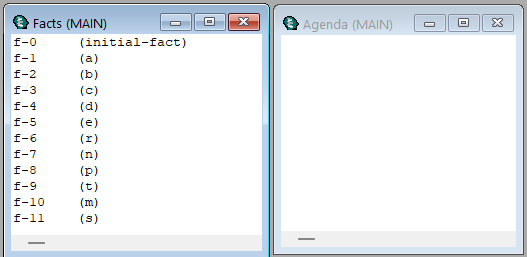 Facts (MAIN)
f-0 (initial-fact)
f-1 (a)
f-2 (b)
f-3 (c)
f-4 (d)
f-5 (e)
f-6 (r)
f-7 (n)
f-8 (p)
f-9 (t)
f-10 (m)
f-11 (s)
Agenda (MAIN)